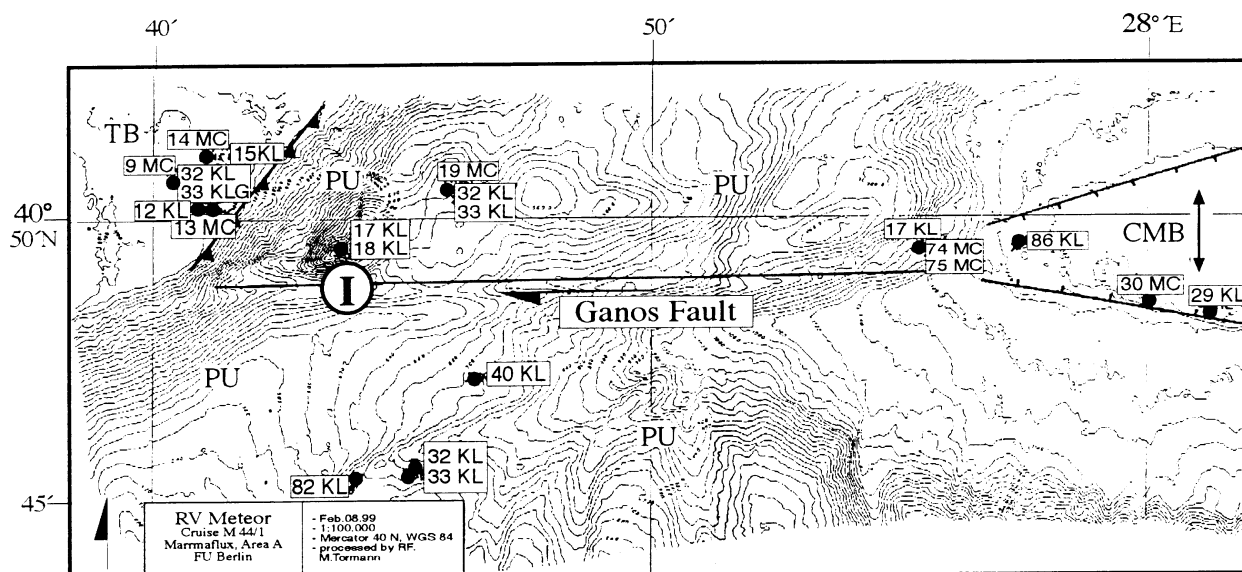 40´
50´
28°´E
TB
14 MC
15KL
9 MC
32 KL
33 KLG
12 KL
13 MC
PU
19 MC
32 KL
33 KL
PU
40°
50´N
17 KL
18 KL
17 KL
74 MC
75 MC
86 KL
CMB
30 MC
29 KL
I
Ganos Fault
PU
40 KL
PU
32 KL
33 KL
82 KL
45´
RV Meteor
Cruise M 44/1
Marmaflux, Area A
FU Berlin
- Feb.08.99
- 1:100.000
- Mercator 40 N, WGS 84
- processed by RF.
M.Tormann